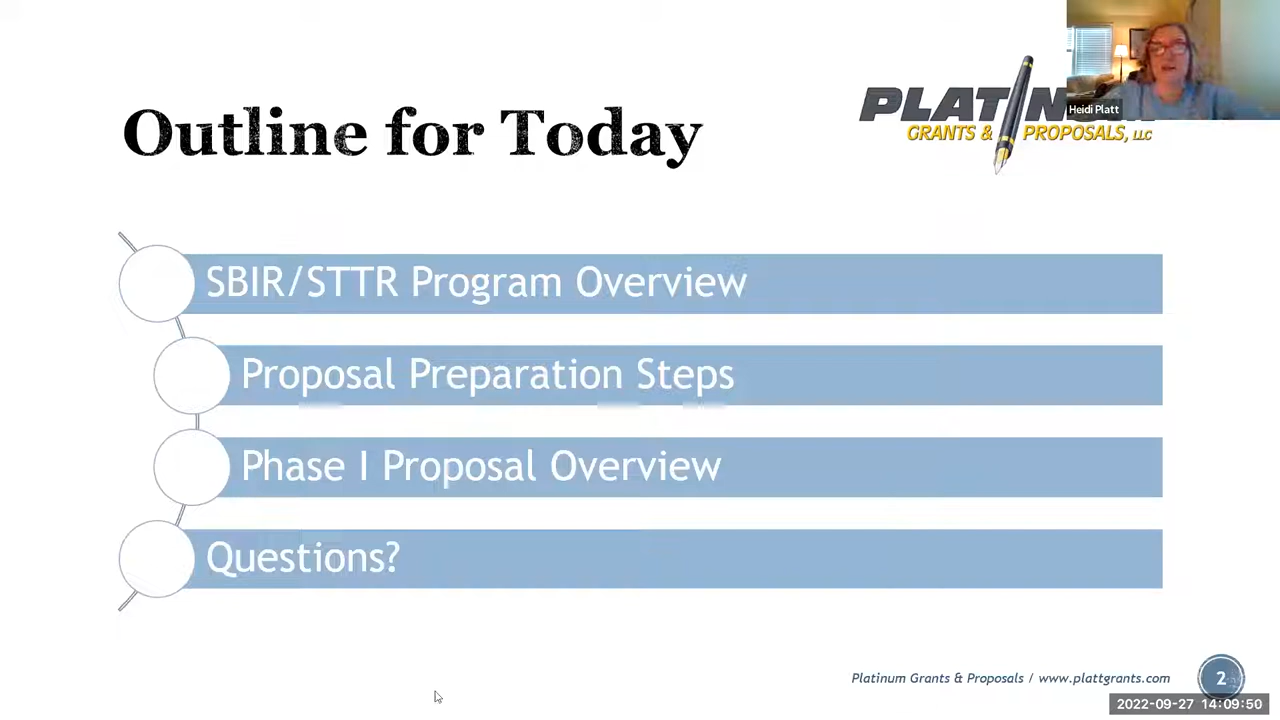 Outline for Today
PLATIN
GRANTS & PROPOSALS, LLC
Heidi Platt
SBIR/STTR Program Overview
Proposal Preparation Steps
Phase I Proposal Overview
Questions?
Platinum Grants & Proposals / www.plattgrants.com
2
2022-09-27 14:09:50